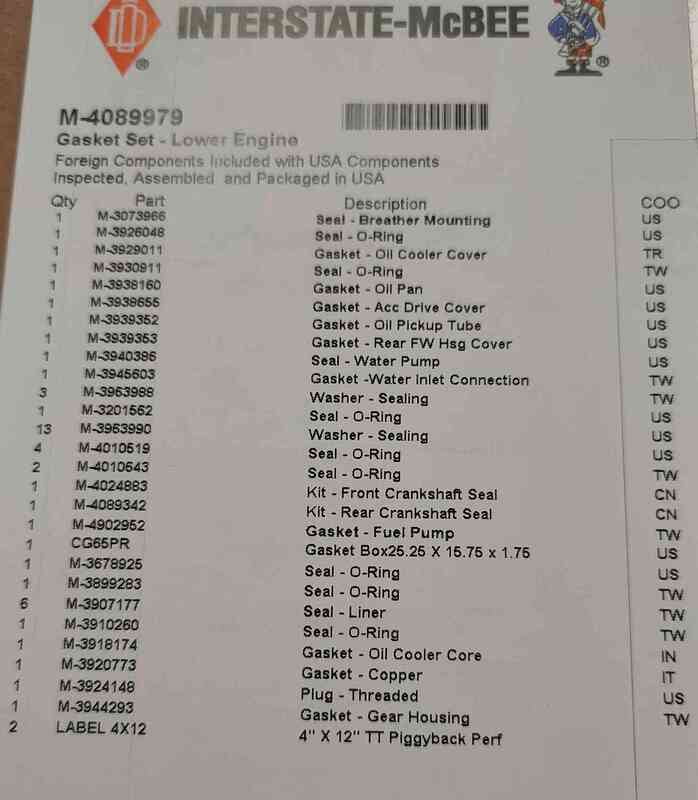 INTERSTATE-McBEE
M-4089979
Gasket Set - Lower Engine
Foreign Components Included with USA Components
Inspected, Assembled and Packaged in USA
Qty Part Description COO
1 M-3073966 Seal - Breather Mounting US
1 M-3926048 Seal - O-Ring US
1 M-3929011 Gasket - Oil Cooler Cover TR
1 M-3930911 Seal - O-Ring TW
1 M-3938160 Gasket - Oil Pan US
1 M-3938655 Gasket - Acc Drive Cover US
1 M-3939352 Gasket - Oil Pickup Tube US
1 M-3939353 Gasket - Rear FW Hsg Cover US
1 M-3940386 Seal - Water Pump US
1 M-3945603 Gasket -Water Inlet Connection TW
3 M-3963988 Washer - Sealing TW
1 M-3201562 Seal - O-Ring US
13 M-3963990 Washer - Sealing US
4 M-4010519 Seal - O-Ring US
2 M-4010543 Seal - O-Ring TW
1 M-4024883 Kit - Front Crankshaft Seal CN
1 M-4089342 Kit - Rear Crankshaft Seal CN
1 M-4902952 Gasket - Fuel Pump TW
1 CG65PR Gasket Box25.25 X 15.75 x 1.75 US
1 M-3678925 Seal - O-Ring US
1 M-3899283 Seal - O-Ring TW
6 M-3907177 Seal - Liner TW
1 M-3910260 Seal - O-Ring TW
1 M-3918174 Gasket - Oil Cooler Core IN
1 M-3920773 Gasket - Copper IT
1 M-3924148 Plug - Threaded US
1 M-3944293 Gasket - Gear Housing TW
2 LABEL 4X12 4" X 12" TT Piggyback Perf